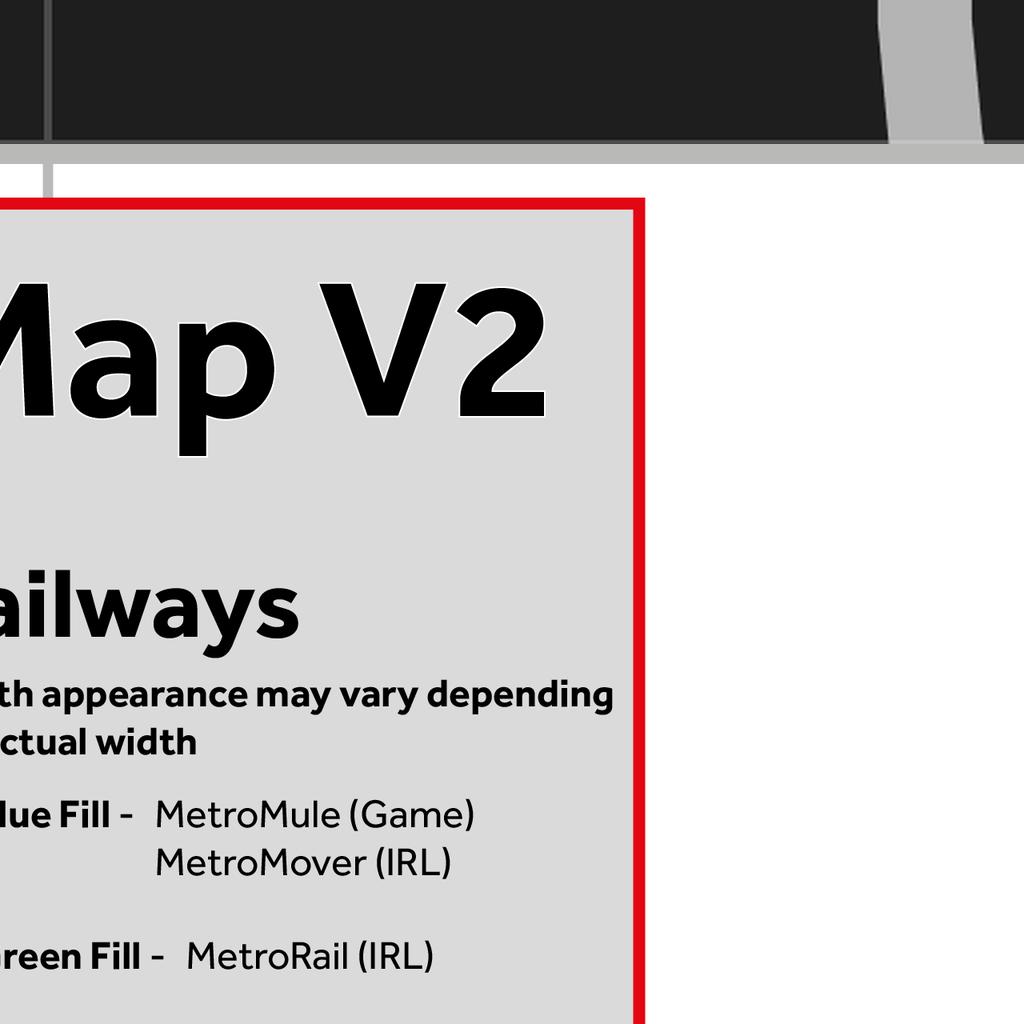 Map V2
ailways
th appearance may vary depending
ctual width
lue Fill - MetroMule (Game)
MetroMover (IRL)
reen Fill - MetroRail (IRL)